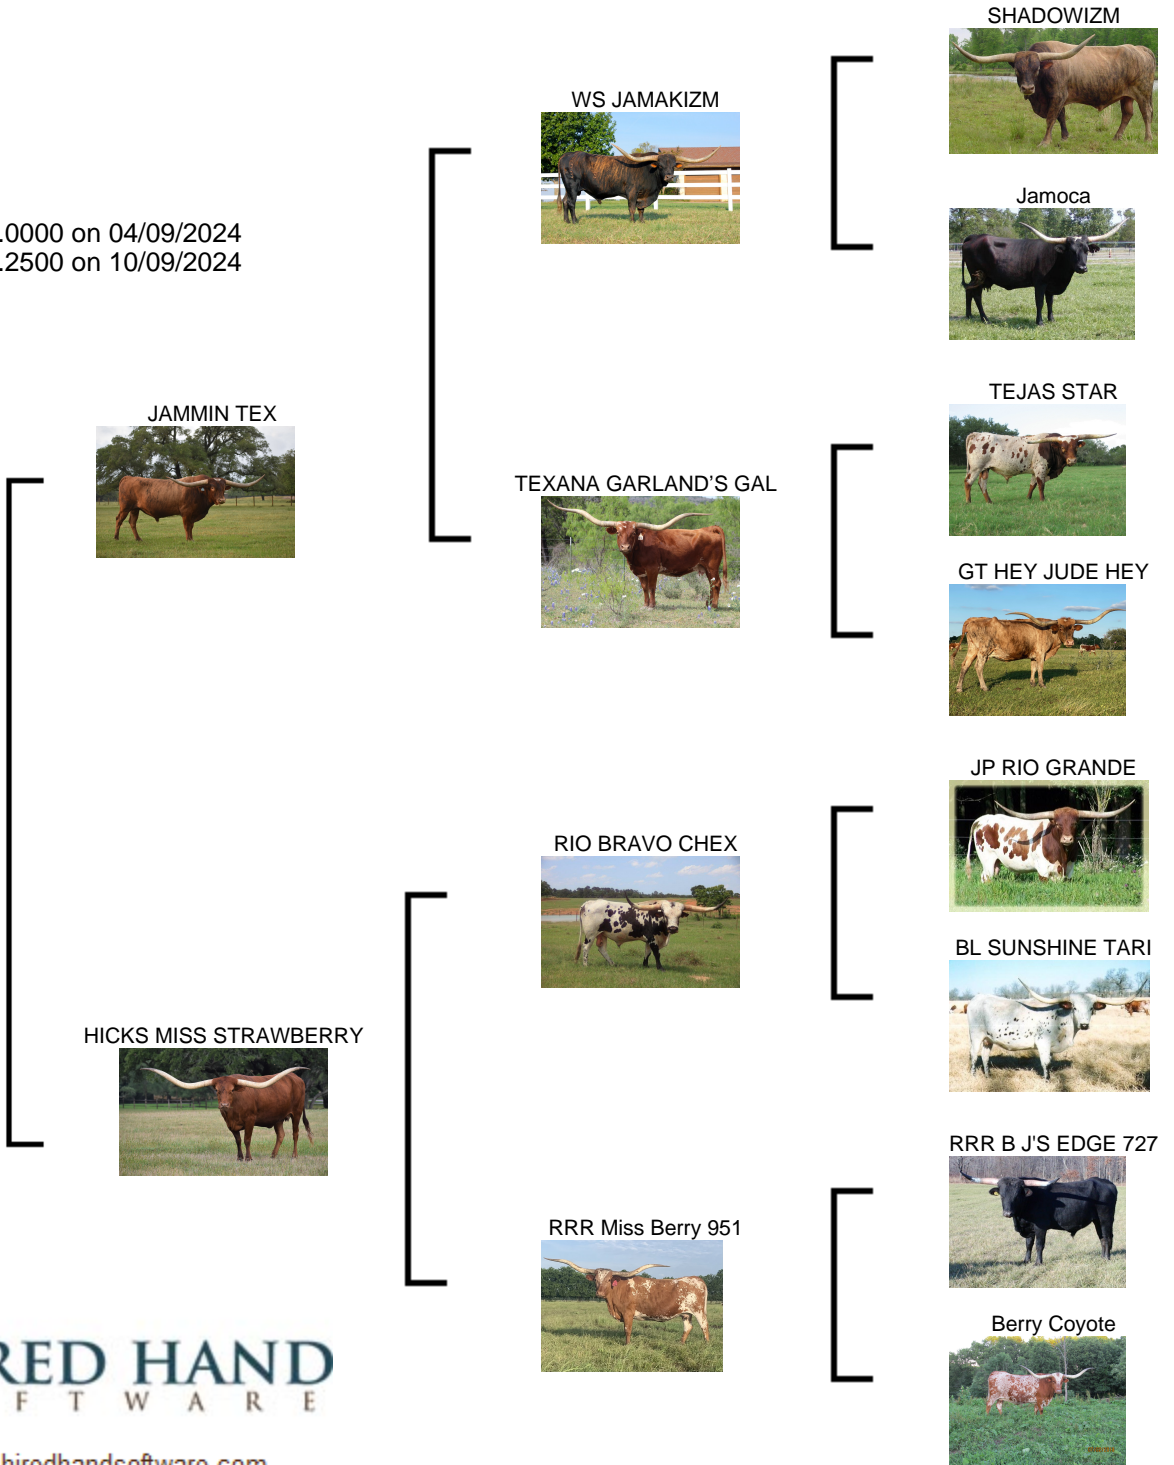 SHADOWIZM
WS JAMAKIZM
Jamoca
.0000 on 04/09/2024
.2500 on 10/09/2024
TEJAS STAR
JAMMIN TEX
TEXANA GARLAND'S GAL
GT HEY JUDE HEY
JP RIO GRANDE
RIO BRAVO CHEX
BL SUNSHINE TARI
HICKS MISS STRAWBERRY
RRR B J'S EDGE 727
RRR Miss Berry 951
Berry Coyote
RED HAND
F T W A R E
hiredhandsoftware.com